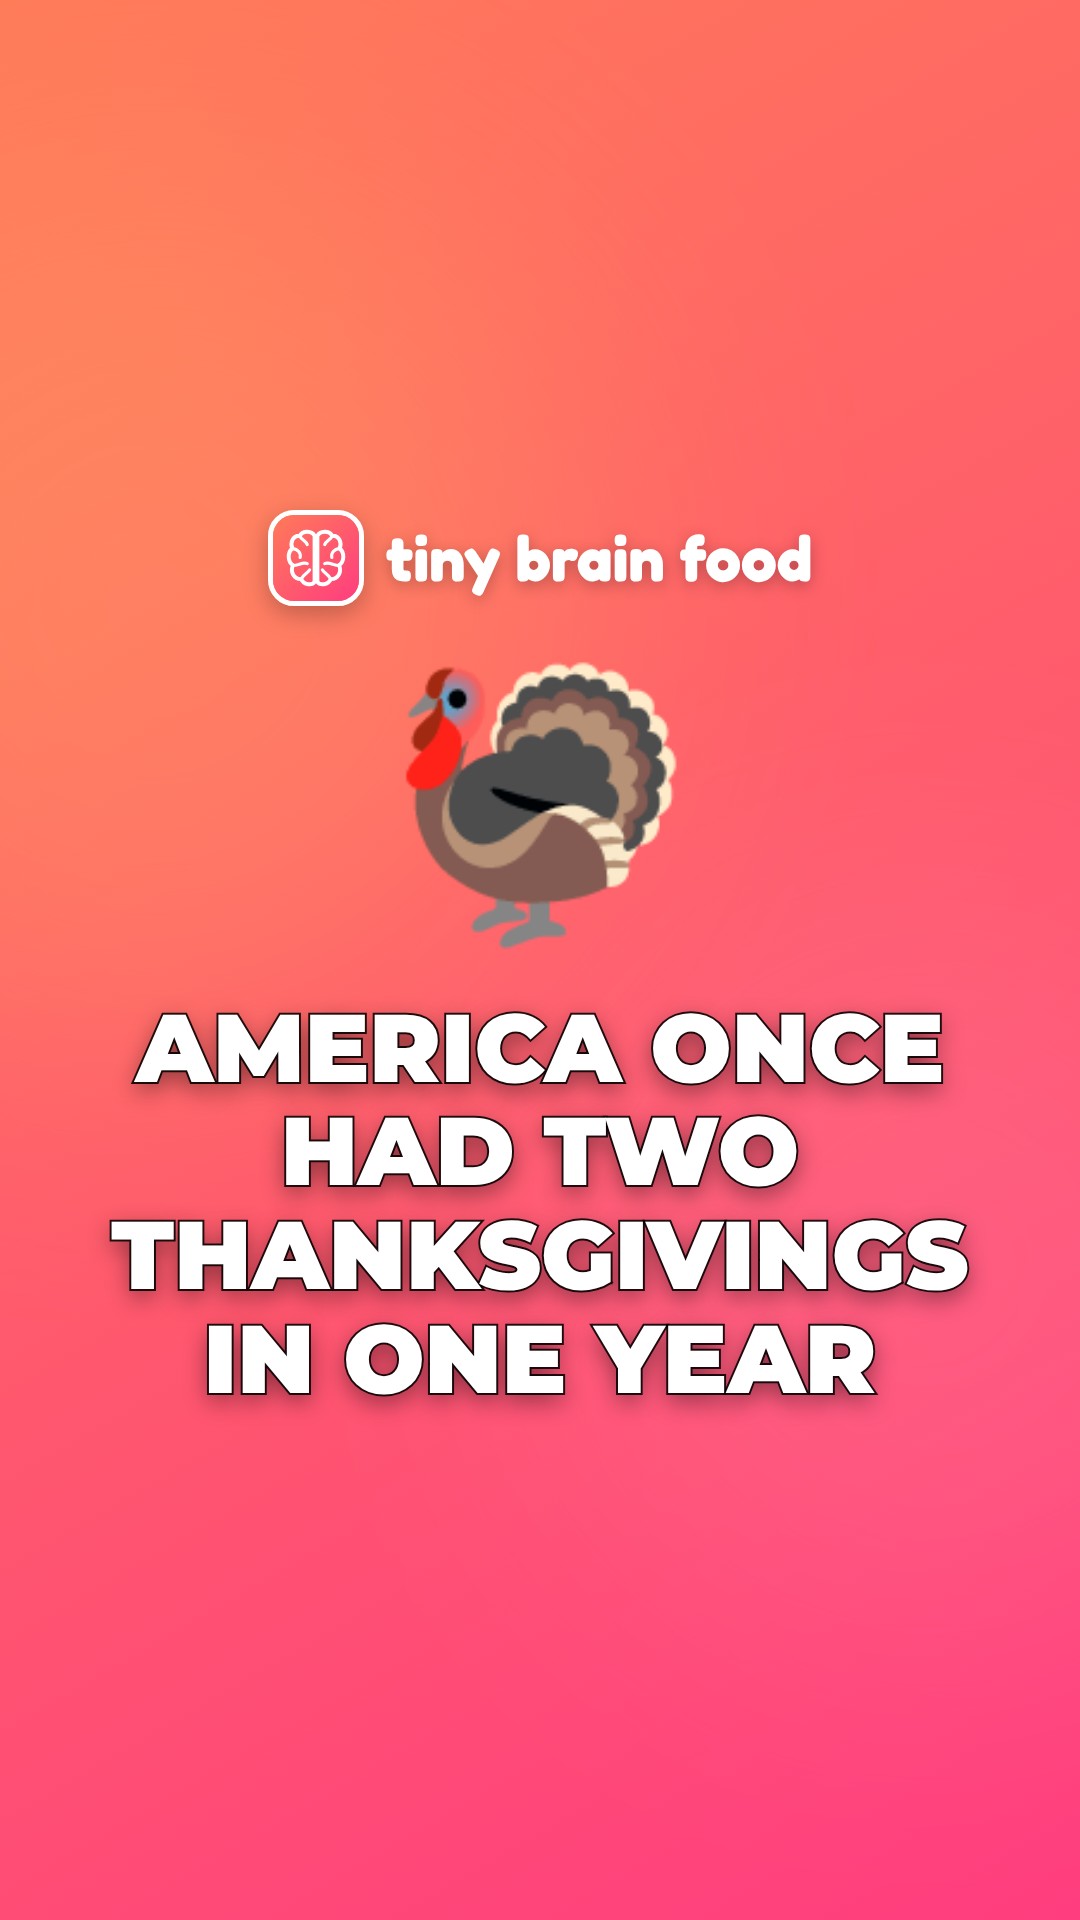 tiny brain food
AMERICA ONCE
HAD TWO
THANKSGIVINGS
IN ONE YEAR